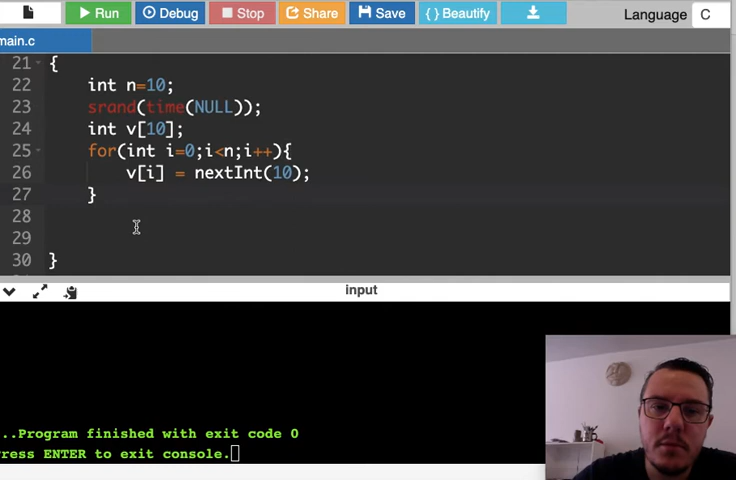 Run Debug Stop Share Save { } Beautify Language C
main.c
21 {
22 int n=10;
23 srand(time(NULL));
24 int v[10];
25 for(int i=0;i<n;i++){
26 v[i] = nextInt(10);
27 }
28
29
30 }
input
..Program finished with exit code 0
ress ENTER to exit console.